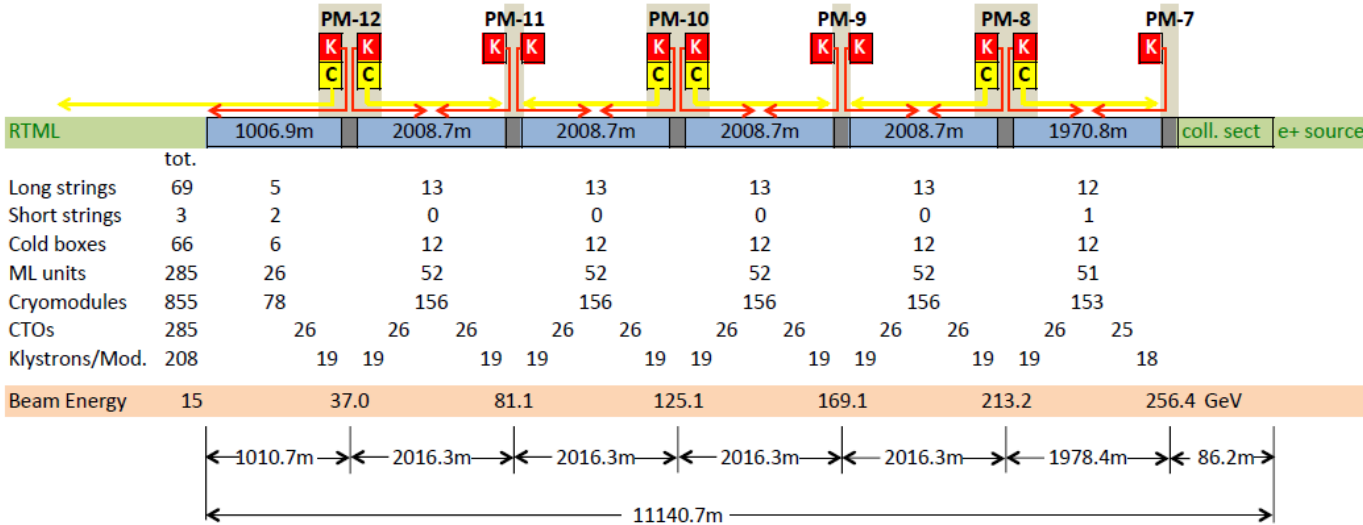 PM-12 PM-11 PM-10 PM-9 PM-8 PM-7
K K K K K K K K K K K
C C C C C C
RTML 1006.9m 2008.7m 2008.7m 2008.7m 2008.7m 1970.8m coll. sect e+ source
tot.
Long strings 69 5 13 13 13 13 12
Short strings 3 2 0 0 0 0 1
Cold boxes 66 6 12 12 12 12 12
ML units 285 26 52 52 52 52 51
Cryomodules 855 78 156 156 156 156 153
CTOs 285 26 26 26 26 26 26 26 26 26 26 25
Klystrons/Mod. 208 19 19 19 19 19 19 19 19 19 19 18
Beam Energy 15 37.0 81.1 125.1 169.1 213.2 256.4 GeV
1010.7m 2016.3m 2016.3m 2016.3m 2016.3m 1978.4m 86.2m
11140.7m